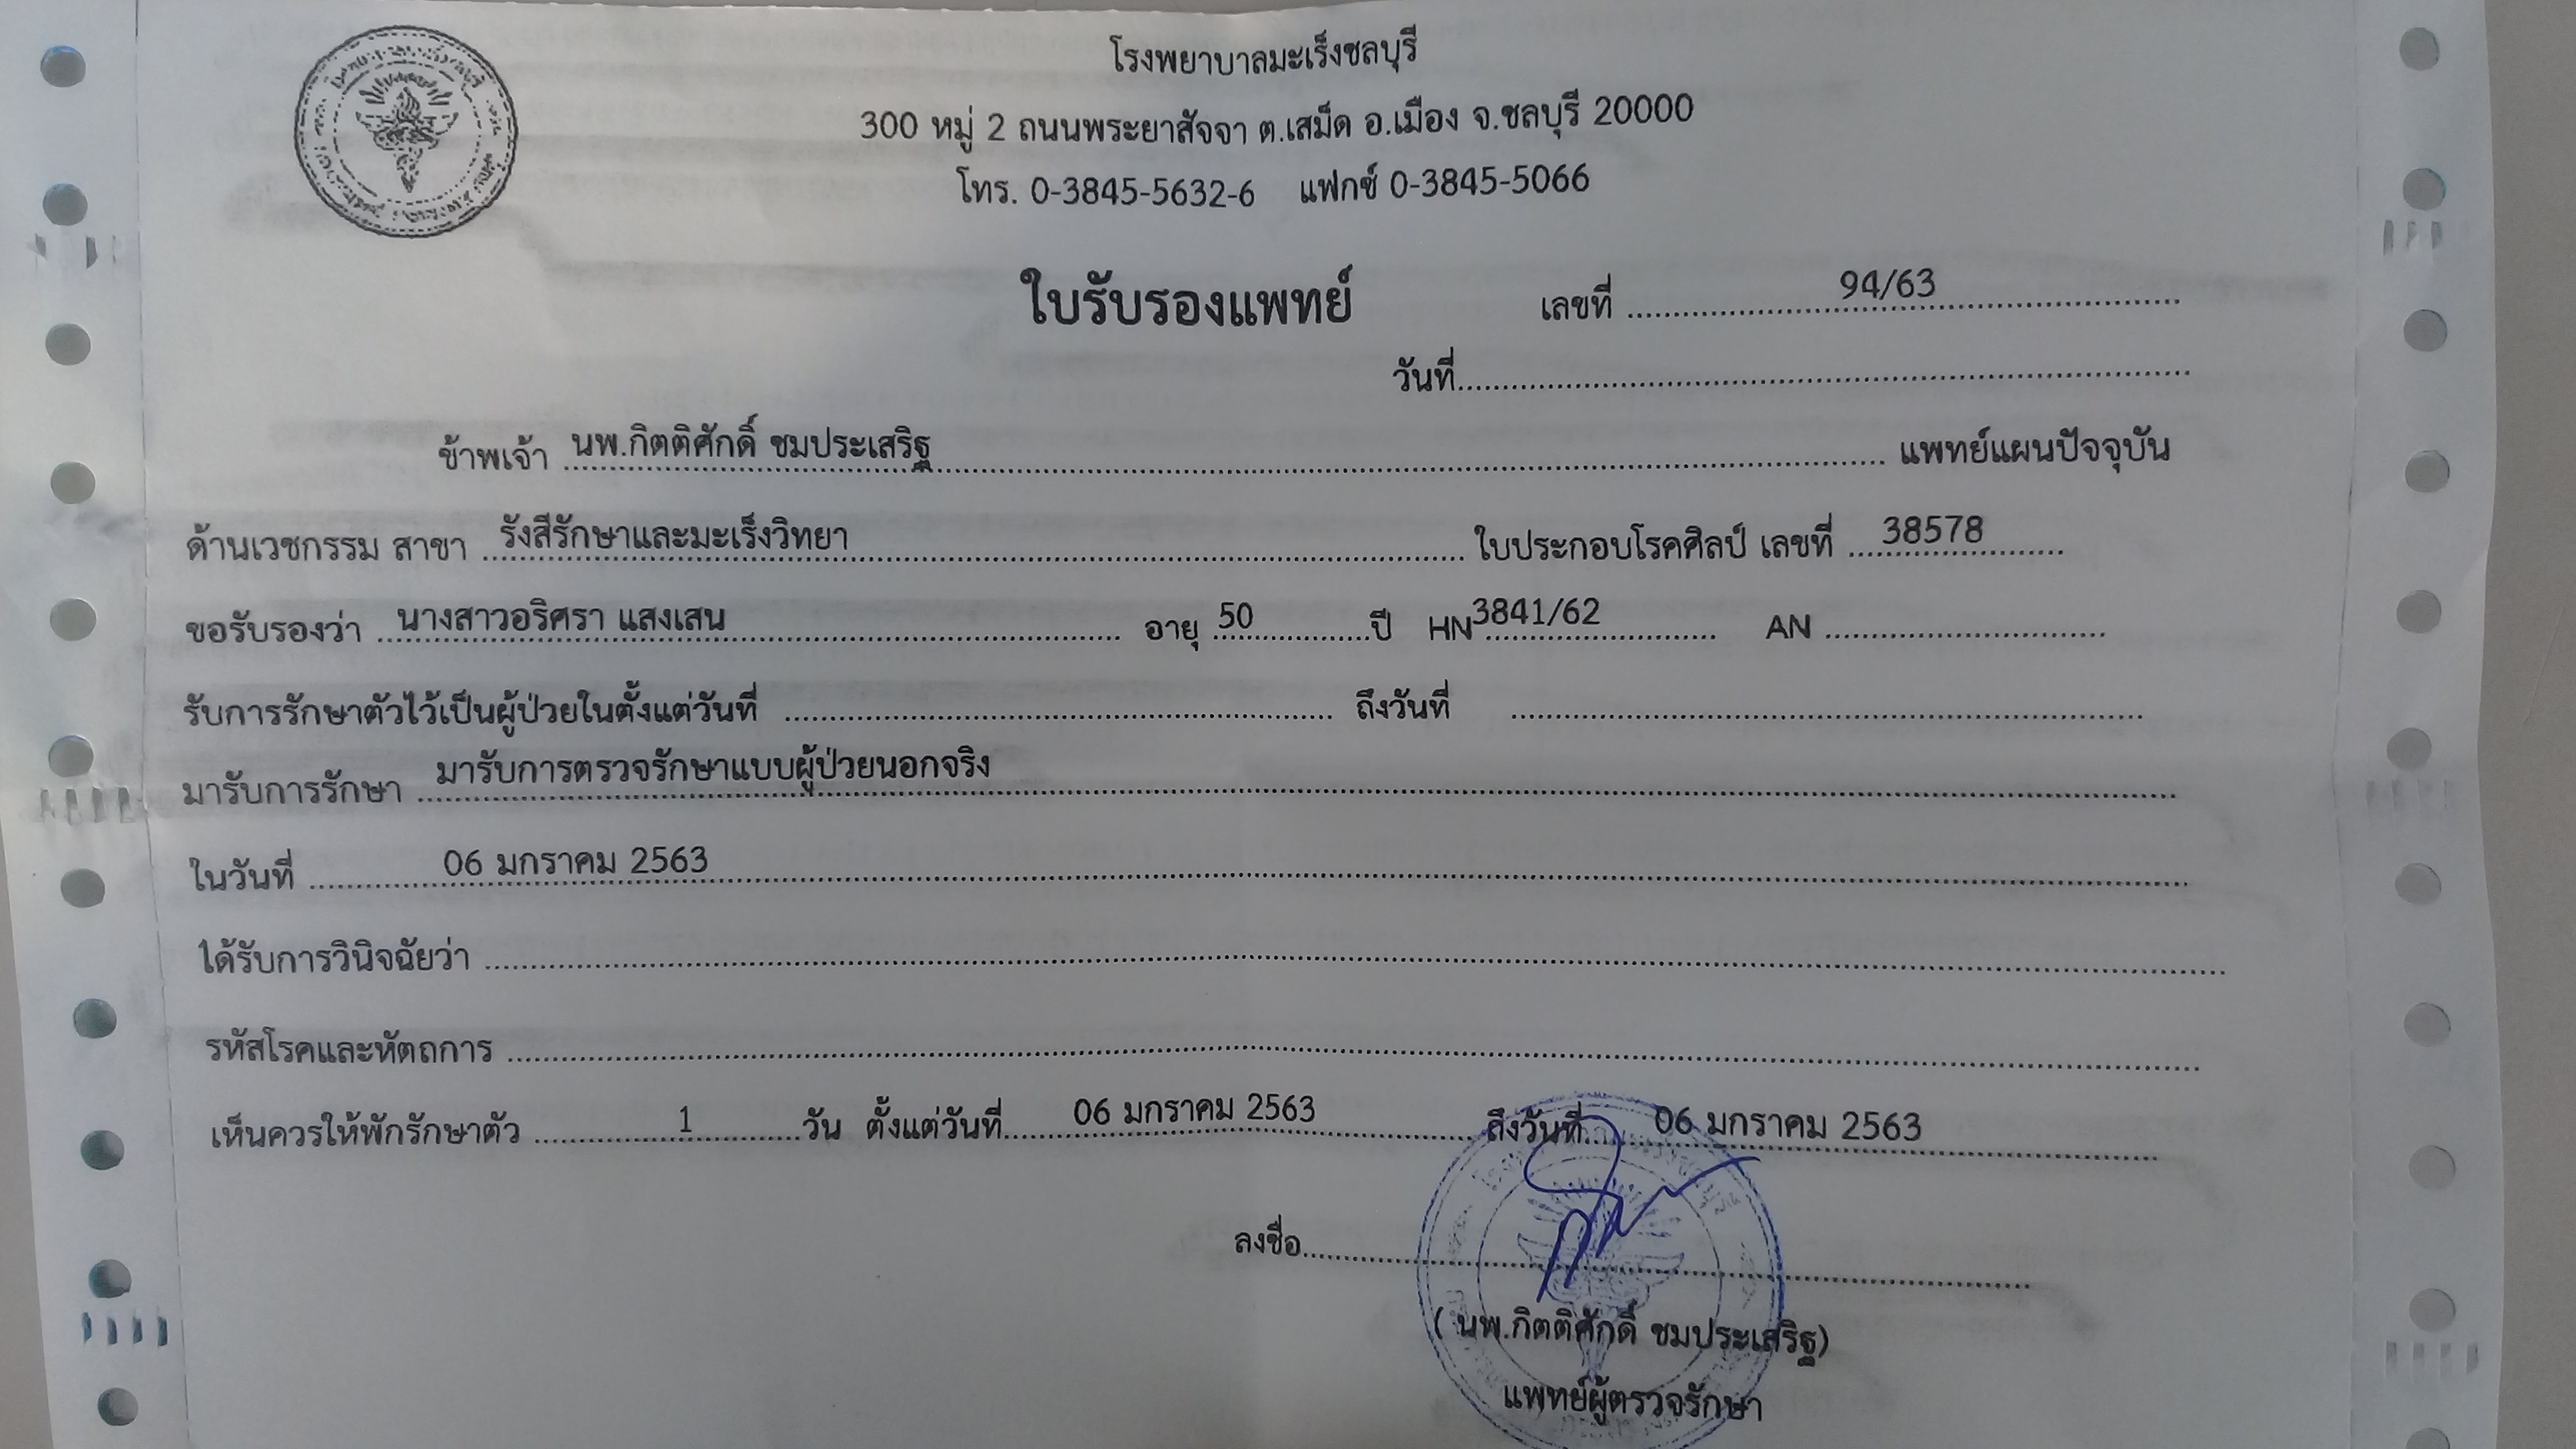 โรงพยาบาลมะเร็งชลบุรี
300 หมู่ 2 ถนนพระยาสัจจา ต.เสม็ด อ.เมือง จ.ชลบุรี 20000
โทร. 0-3845-5632-6 แฟกซ์ 0-3845-5066
ใบรับรองแพทย์ เลขที่ 94/63
วันที่
ข้าพเจ้า นพ.กิตติศักดิ์ ชมประเสริฐ แพทย์แผนปัจจุบัน
ด้านเวชกรรม สาขา รังสีรักษาและมะเร็งวิทยา ใบประกอบโรคศิลป์ เลขที่ 38578
ขอรับรองว่า นางสาวอริศรา แสงเสน อายุ 50 ปี HN 3841/62 AN
รับการรักษาตัวไว้เป็นผู้ป่วยในตั้งแต่วันที่ ถึงวันที่
มารับการรักษา มารับการตรวจรักษาแบบผู้ป่วยนอกจริง
ในวันที่ 06 มกราคม 2563
ได้รับการวินิจฉัยว่า
รหัสโรคและหัตถการ
เห็นควรให้พักรักษาตัว 1 วัน ตั้งแต่วันที่ 06 มกราคม 2563 ถึงวันที่ 06 มกราคม 2563
ลงชื่อ
( นพ.กิตติศักดิ์ ชมประเสริฐ)
แพทย์ผู้ตรวจรักษา